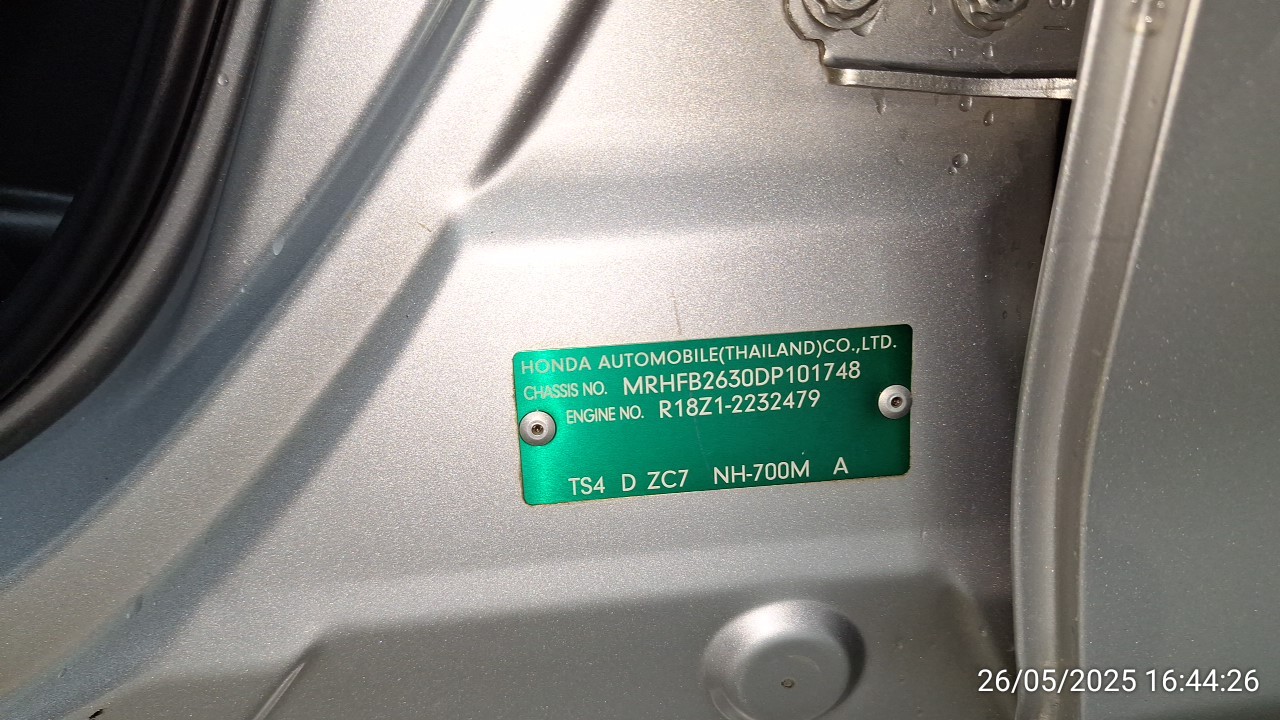 HONDA AUTOMOBILE(THAILAND)CO.,LTD.
CHASSIS NO. MRHFB2630DP101748
ENGINE NO. R18Z1-2232479
TS4 D ZC7 NH-700M A
26/05/2025 16:44:26